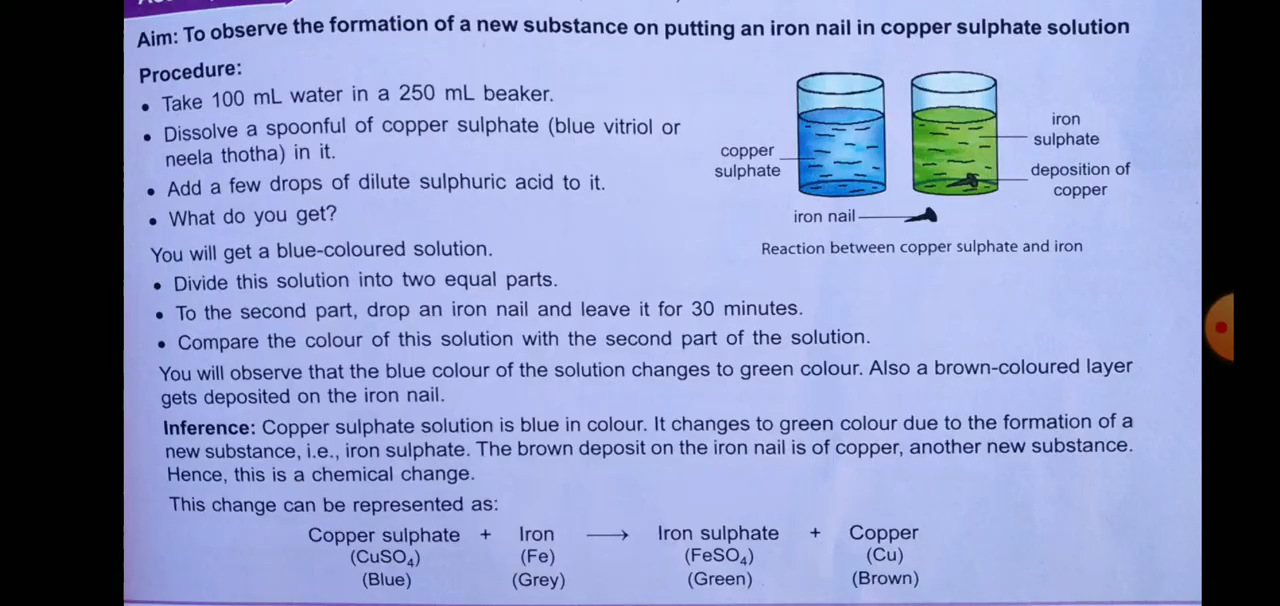 Aim: To observe the formation of a new substance on putting an iron nail in copper sulphate solution
Procedure:
• Take 100 mL water in a 250 mL beaker.
• Dissolve a spoonful of copper sulphate (blue vitriol or
neela thotha) in it.
• Add a few drops of dilute sulphuric acid to it.
• What do you get?
copper
sulphate
iron
sulphate
deposition of
copper
iron nail
Reaction between copper sulphate and iron
You will get a blue-coloured solution.
• Divide this solution into two equal parts.
• To the second part, drop an iron nail and leave it for 30 minutes.
• Compare the colour of this solution with the second part of the solution.
You will observe that the blue colour of the solution changes to green colour. Also a brown-coloured layer
gets deposited on the iron nail.
Inference: Copper sulphate solution is blue in colour. It changes to green colour due to the formation of a
new substance, i.e., iron sulphate. The brown deposit on the iron nail is of copper, another new substance.
Hence, this is a chemical change.
This change can be represented as:
Copper sulphate + Iron ⟶ Iron sulphate + Copper
(CuSO₄) (Fe) (FeSO₄) (Cu)
(Blue) (Grey) (Green) (Brown)